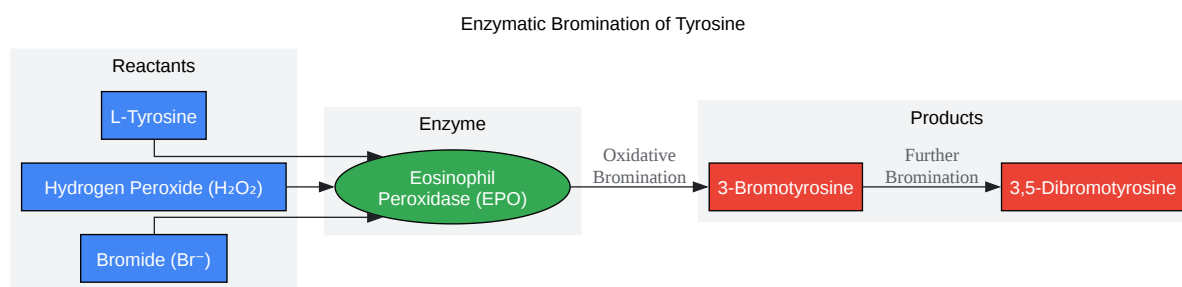 Enzymatic Bromination of Tyrosine
Reactants
L-Tyrosine
Hydrogen Peroxide (H₂O₂)
Bromide (Br⁻)
Enzyme
Eosinophil
Peroxidase (EPO)
Oxidative
Bromination
Products
3-Bromotyrosine
Further
Bromination
3,5-Dibromotyrosine